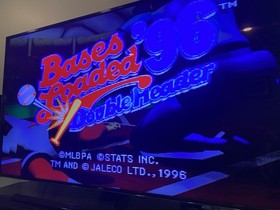 Bases
Loaded '96
Double Header
©MLBPA ©STATS INC.
TM AND ©JALECO LTD., 1996